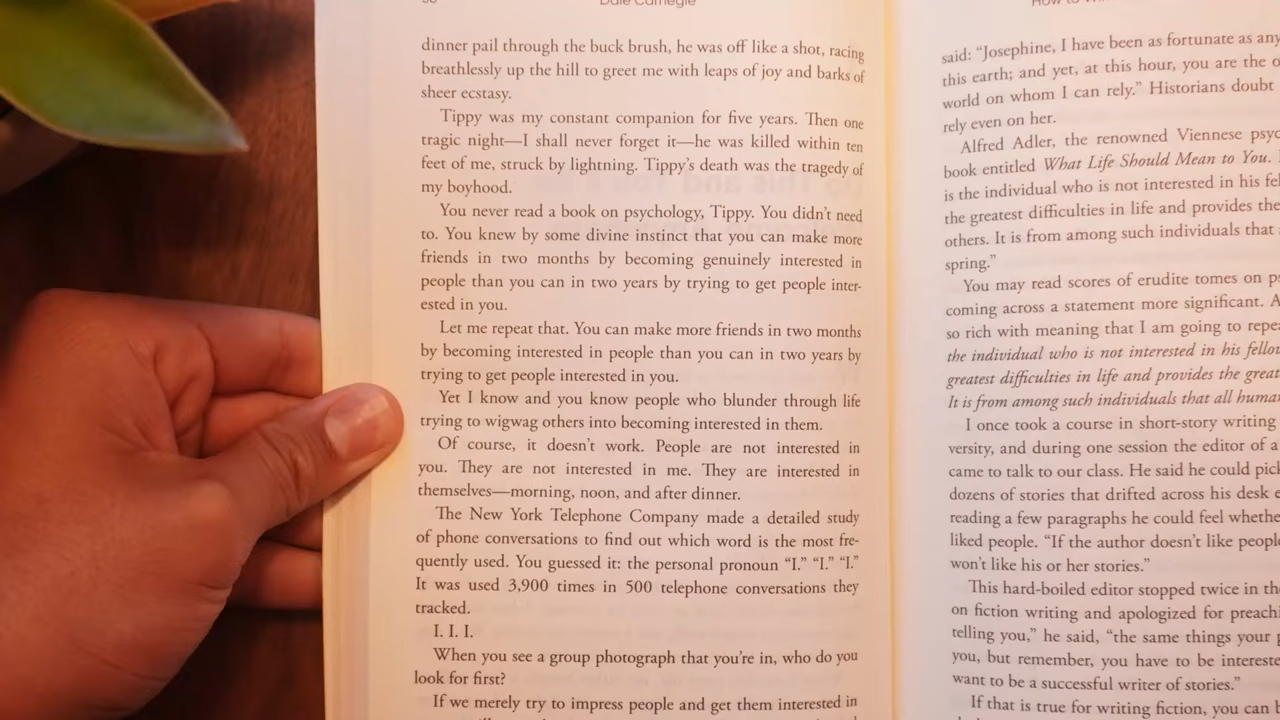 Dale Carnegie
dinner pail through the buck brush, he was off like a shot, racing
breathlessly up the hill to greet me with leaps of joy and barks of
sheer ecstasy.
Tippy was my constant companion for five years. Then one
tragic night—I shall never forget it—he was killed within ten
feet of me, struck by lightning. Tippy's death was the tragedy of
my boyhood.
You never read a book on psychology, Tippy. You didn't need
to. You knew by some divine instinct that you can make more
friends in two months by becoming genuinely interested in
people than you can in two years by trying to get people inter-
ested in you.
Let me repeat that. You can make more friends in two months
by becoming interested in people than you can in two years by
trying to get people interested in you.
Yet I know and you know people who blunder through life
trying to wigwag others into becoming interested in them.
Of course, it doesn't work. People are not interested in
you. They are not interested in me. They are interested in
themselves—morning, noon, and after dinner.
The New York Telephone Company made a detailed study
of phone conversations to find out which word is the most fre-
quently used. You guessed it: the personal pronoun “I.” “I.” “I.”
It was used 3,900 times in 500 telephone conversations they
tracked.
I. I. I.
When you see a group photograph that you're in, who do you
look for first?
If we merely try to impress people and get them interested in
How to
said: “Josephine, I have been as fortunate as any
this earth; and yet, at this hour, you are the
world on whom I can rely.” Historians doubt
rely even on her.
Alfred Adler, the renowned Viennese
book entitled What Life Should Mean to You.
is the individual who is not interested in his
the greatest difficulties in life and provides the
others. It is from among such individuals that
spring.”
You may read scores of erudite tomes on
coming across a statement more significant. A
so rich with meaning that I am going to
the individual who is not interested in his
greatest difficulties in life and provides the
It is from among such individuals that all
I once took a course in short-story writing
versity, and during one session the editor of a
came to talk to our class. He said he could pick
dozens of stories that drifted across his desk
reading a few paragraphs he could feel
liked people. “If the author doesn't like
won't like his or her stories.”
This hard-boiled editor stopped twice in
on fiction writing and apologized for
telling you,” he said, “the same things your
you, but remember, you have to be
want to be a successful writer of stories.”
If that is true for writing fiction, you can